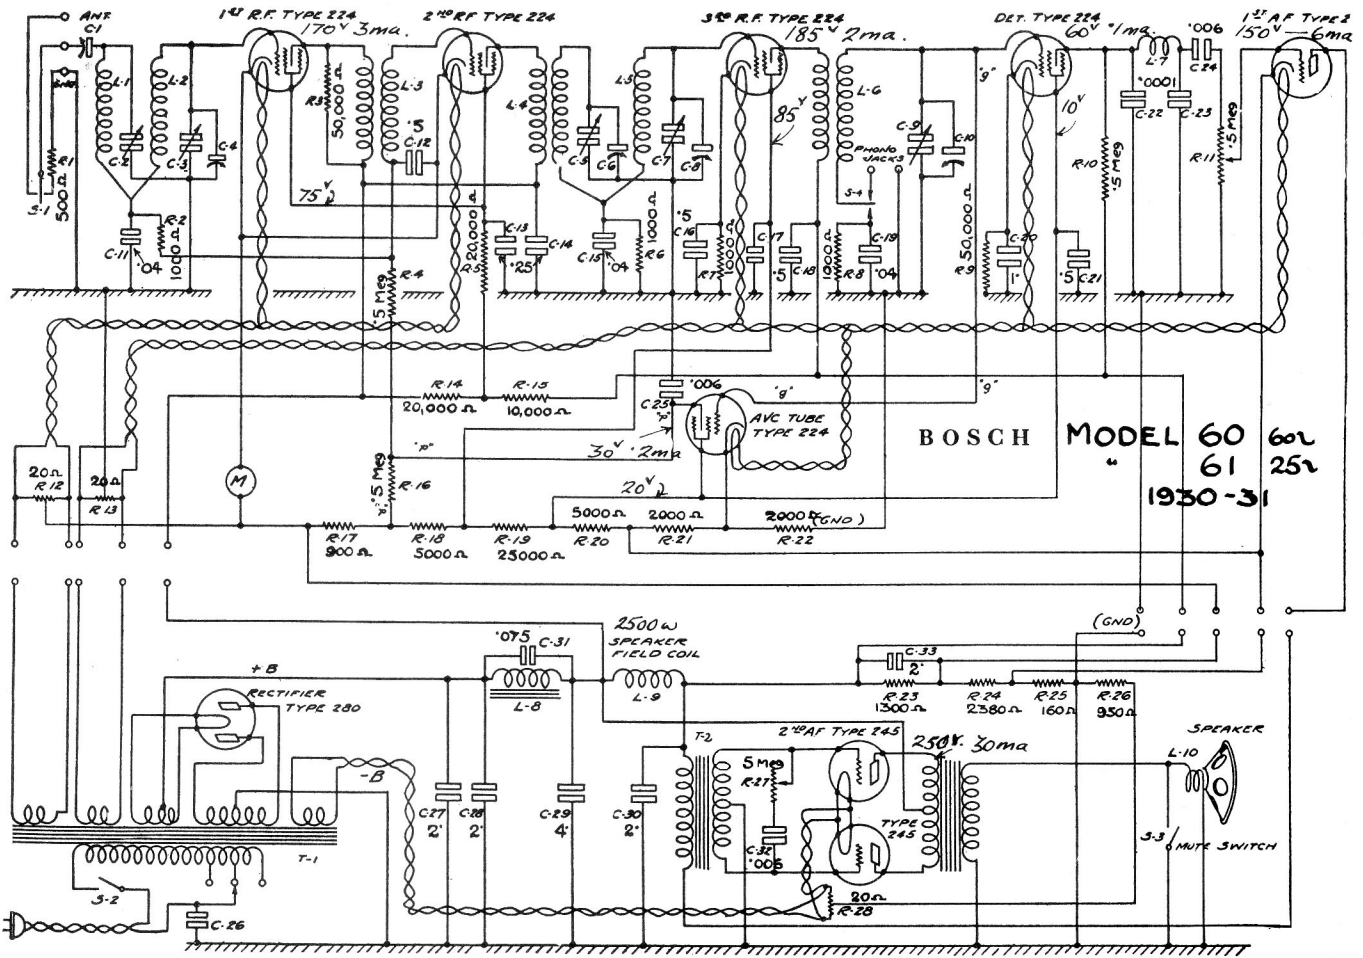 ANT.
C1
1ST R.F. TYPE 224
170V 3ma.
2ND RF TYPE 224
3RD R.F. TYPE 224
185V 2ma.
DET. TYPE 224
60V .1ma.
1ST AF TYPE 2
150V — 6ma
.006
C-24
L-1
L-2
L-3
L-4
L-5
L-6
L-7
R-1
500Ω
S-1
C-2
C-3
C-4
R3
50,000Ω
.5
C-12
C-5
C-6
C-7
C-8
85V
C-9
C-10
PHONO JACKS
S-4
"g"
10V
.0001
C-22
C-23
R-10
.5 Meg
R-11
.5 Meg
75V
R-2
1000Ω
C-11
.04
R-4
.5 Meg
20,000Ω
R-5
C-13
C-14
.25
C-15
.04
R-6
1000Ω
.5
C-16
R7
C-17
.5
C-18
1000Ω
R-8
C-19
.04
50,000Ω
R-9
C-20
1.
.5
C-21
R-14
20,000Ω
R-15
10,000Ω
.006
C-25
"P"
30V .2ma
"g"
"g"
AVC TUBE
TYPE 224
BOSCH
MODEL 60 60~
" 61 25~
1930-31
20Ω
R-12
20Ω
R-13
M
"P"
.5 Meg
R-16
"P"
20V
R-17
900Ω
R-18
5000Ω
R-19
25000Ω
5000Ω
R-20
2000Ω
R-21
2000Ω
(GND)
R-22
2500ω
SPEAKER
FIELD COIL
.075
C-31
L-8
L-9
(GND)
C-33
2.
R-23
1300Ω
R-24
2380Ω
R-25
160Ω
R-26
950Ω
+B
RECTIFIER
TYPE 280
-B
T-1
S-2
C-26
C-27
2.
C-28
2.
C-29
4.
C-30
2.
T-2
.5 Meg
R-27
C-32
.006
2ND AF TYPE 245
250V. 30ma
TYPE
245
20Ω
R-28
L-10
SPEAKER
S-3
MUTE SWITCH